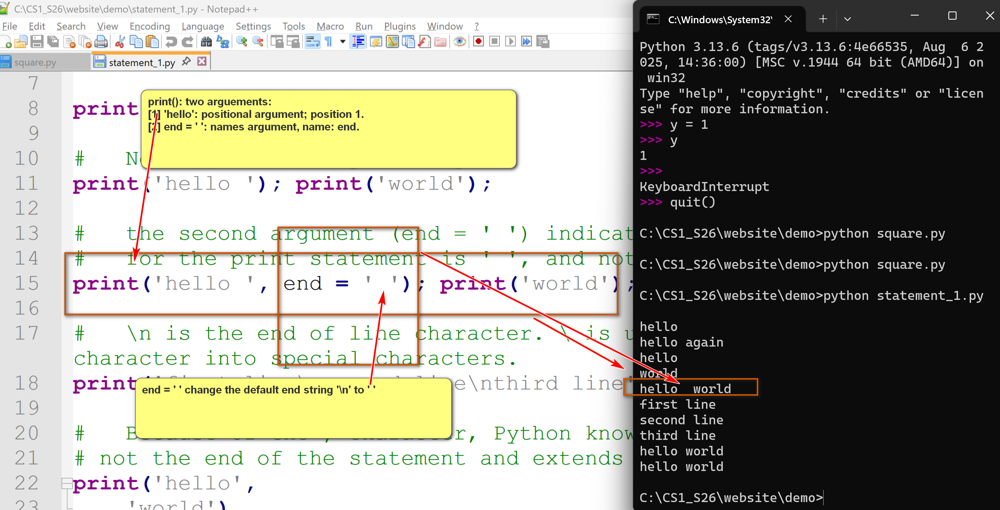 C:\CS1_S26\website\demo\statement_1.py - Notepad++
File Edit Search View Encoding Language Settings Tools Macro Run Plugins Window ?
square.py statement_1.py
7
8 print
print(): two arguements:
[1] 'hello': positional argument; position 1.
[2] end = ' ': names argument, name: end.
9
10 #
11 print('hello '); print('world');
12
13 # the second argument (end = ' ') indicat
14 # for the print statement is ' ', and not
15 print('hello ', end = ' '); print('world');
16
17 # \n is the end of line character. \ is u
character into special characters.
18 print e\nthird line'
end = ' ' change the default end string '\n' to ' '
19
20 # r, Python know
21 # not the end of the statement and extends
22 print('hello',
23 'world')
C:\Windows\System32\
Python 3.13.6 (tags/v3.13.6:4e66535, Aug  6 2
025, 14:36:00) [MSC v.1944 64 bit (AMD64)] on
win32
Type "help", "copyright", "credits" or "licen
se" for more information.
>>> y = 1
>>> y
1
>>>
KeyboardInterrupt
>>> quit()
C:\CS1_S26\website\demo>python square.py
C:\CS1_S26\website\demo>python square.py
C:\CS1_S26\website\demo>python statement_1.py
hello
hello again
hello
world
hello  world
first line
second line
third line
hello world
hello world
C:\CS1_S26\website\demo>